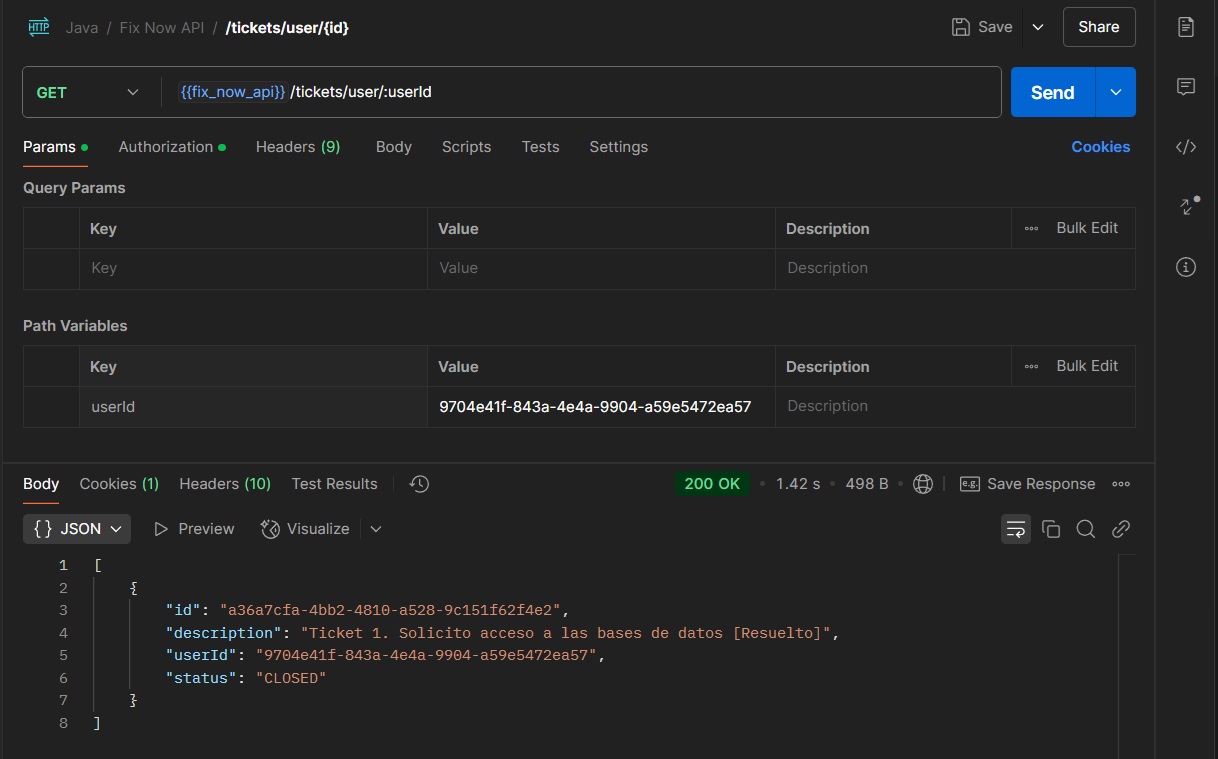 HTTP Java / Fix Now API / /tickets/user/{id} Save Share
GET {{fix_now_api}} /tickets/user/:userId Send
Params Authorization Headers (9) Body Scripts Tests Settings Cookies
Query Params
Key Value Description Bulk Edit
Key Value Description
Path Variables
Key Value Description Bulk Edit
userId 9704e41f-843a-4e4a-9904-a59e5472ea57 Description
Body Cookies (1) Headers (10) Test Results 200 OK 1.42 s 498 B e.g. Save Response
{} JSON Preview Visualize
1 [
2 {
3 "id": "a36a7cfa-4bb2-4810-a528-9c151f62f4e2",
4 "description": "Ticket 1. Solicito acceso a las bases de datos [Resuelto]",
5 "userId": "9704e41f-843a-4e4a-9904-a59e5472ea57",
6 "status": "CLOSED"
7 }
8 ]